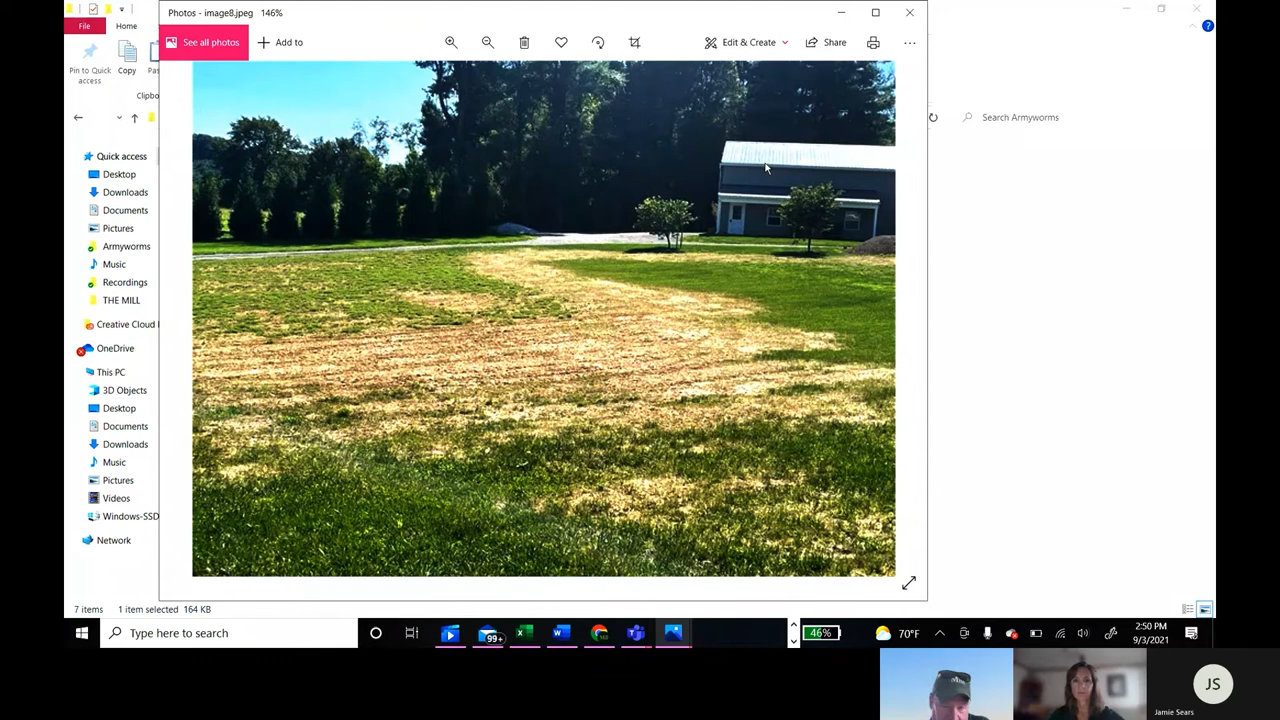 Photos - image8.jpeg 146%
File
Home
See all photos
Add to
Edit & Create
Share
Pin to Quick
access
Copy
Pas
Clipbo
Search Armyworms
Quick access
Desktop
Downloads
Documents
Pictures
Armyworms
Music
Recordings
THE MILL
Creative Cloud
OneDrive
This PC
3D Objects
Desktop
Documents
Downloads
Music
Pictures
Videos
Windows-SSD
Network
7 items 1 item selected 164 KB
Type here to search
99+
46%
70°F
2:50 PM
9/3/2021
JS
Jamie Sears